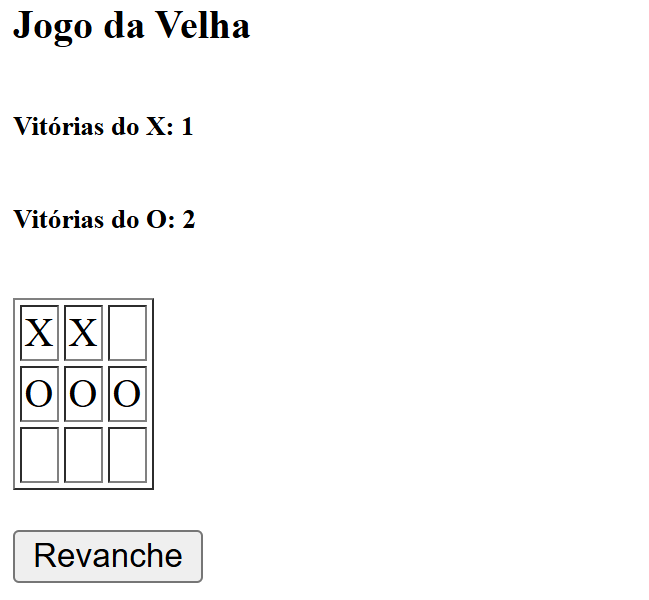 Jogo da Velha
Vitórias do X: 1
Vitórias do O: 2
X X
O O O
Revanche